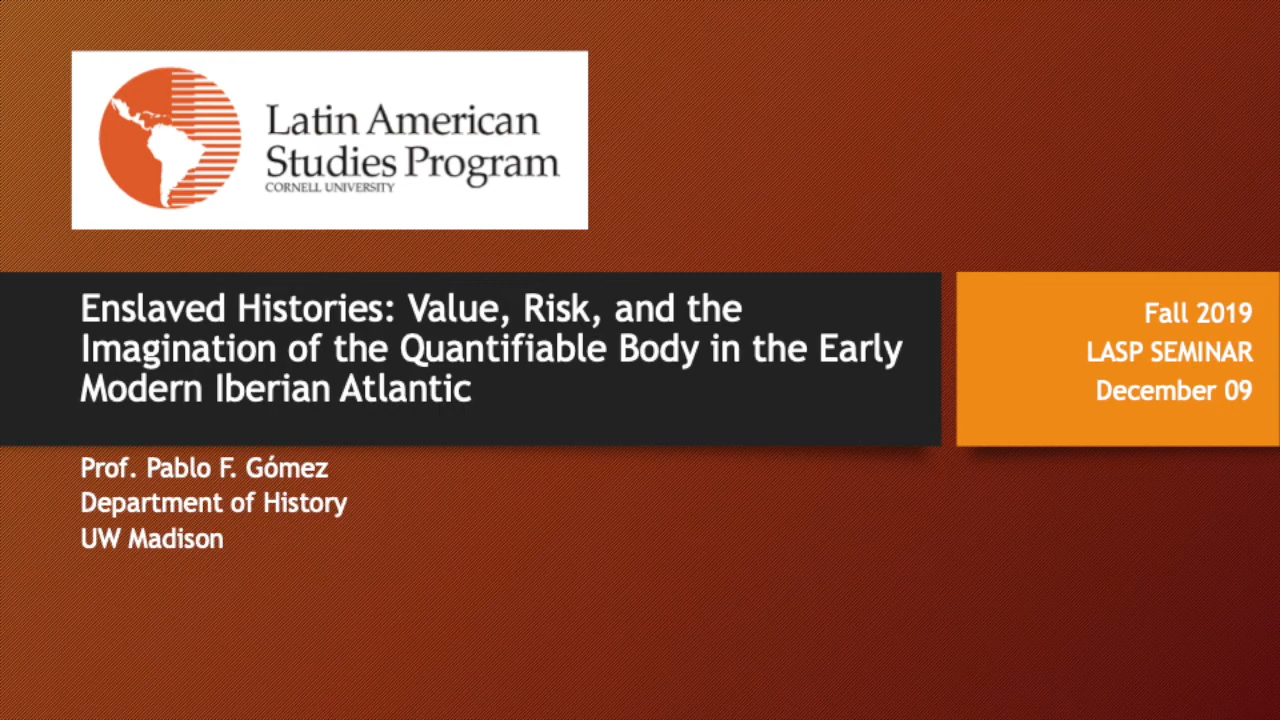 Latin American
Studies Program
CORNELL UNIVERSITY
Enslaved Histories: Value, Risk, and the
Imagination of the Quantifiable Body in the Early
Modern Iberian Atlantic
Fall 2019
LASP SEMINAR
December 09
Prof. Pablo F. Gómez
Department of History
UW Madison